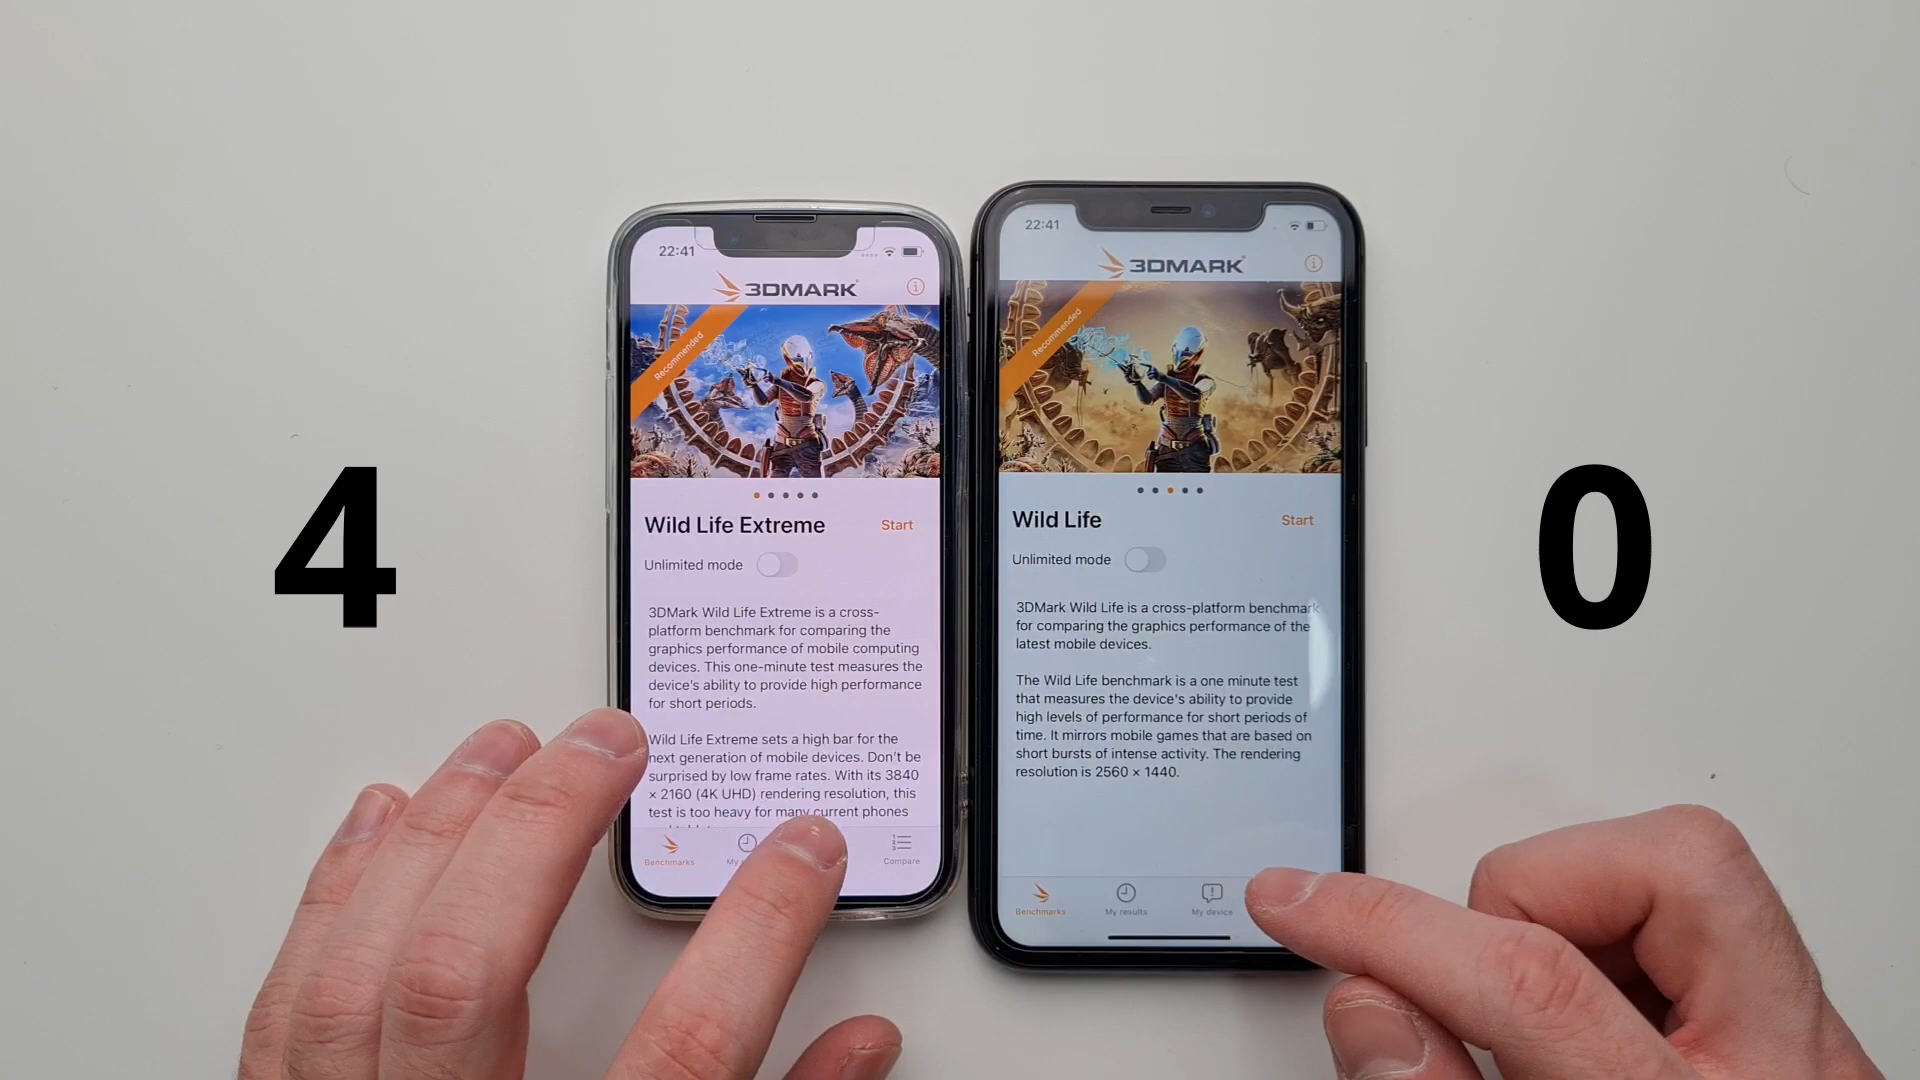 4
22:41
3DMARK
Recommended
Wild Life Extreme
Start
Unlimited mode
3DMark Wild Life Extreme is a cross-
platform benchmark for comparing the
graphics performance of mobile computing
devices. This one-minute test measures the
device's ability to provide high performance
for short periods.
Wild Life Extreme sets a high bar for the
next generation of mobile devices. Don't be
surprised by low frame rates. With its 3840
× 2160 (4K UHD) rendering resolution, this
test is too heavy for many current phones
Benchmarks
My
Compare
22:41
3DMARK
Recommended
Wild Life
Start
Unlimited mode
3DMark Wild Life is a cross-platform benchmark
for comparing the graphics performance of the
latest mobile devices.
The Wild Life benchmark is a one minute test
that measures the device's ability to provide
high levels of performance for short periods of
time. It mirrors mobile games that are based on
short bursts of intense activity. The rendering
resolution is 2560 × 1440.
Benchmarks
My results
My device
0